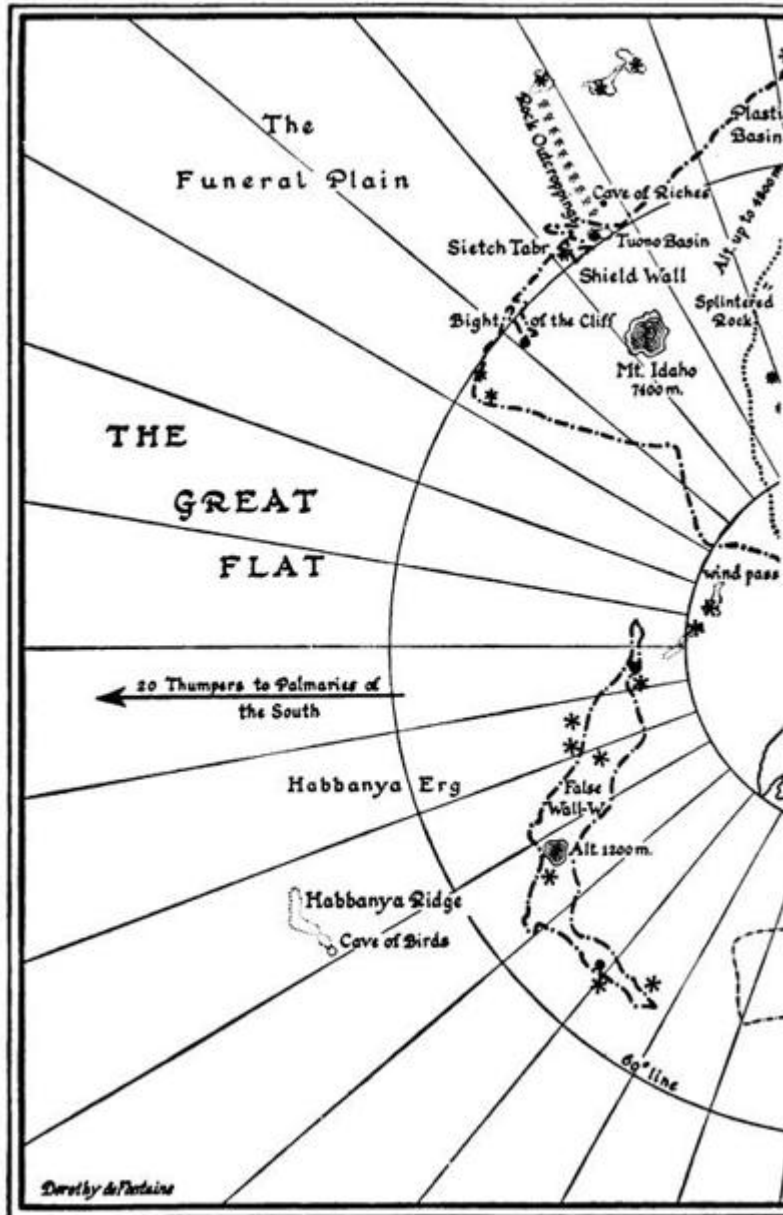 The
Funeral Plain
Rock Outcroppings
Plasti
Basin
Cave of Riches
Alt. up to 4800
Sietch Tabr
Tuono Basin
Shield Wall
Splintered
Rock
Bight of the Cliff
Mt. Idaho
7400 m.
THE
GREAT
FLAT
wind pass
20 Thumpers to Palmaries of
the South
Habbanya Erg
False
Wall-W
Alt. 1200 m.
Habbanya Ridge
Cave of Birds
60° line
Dorothy de Fontaine